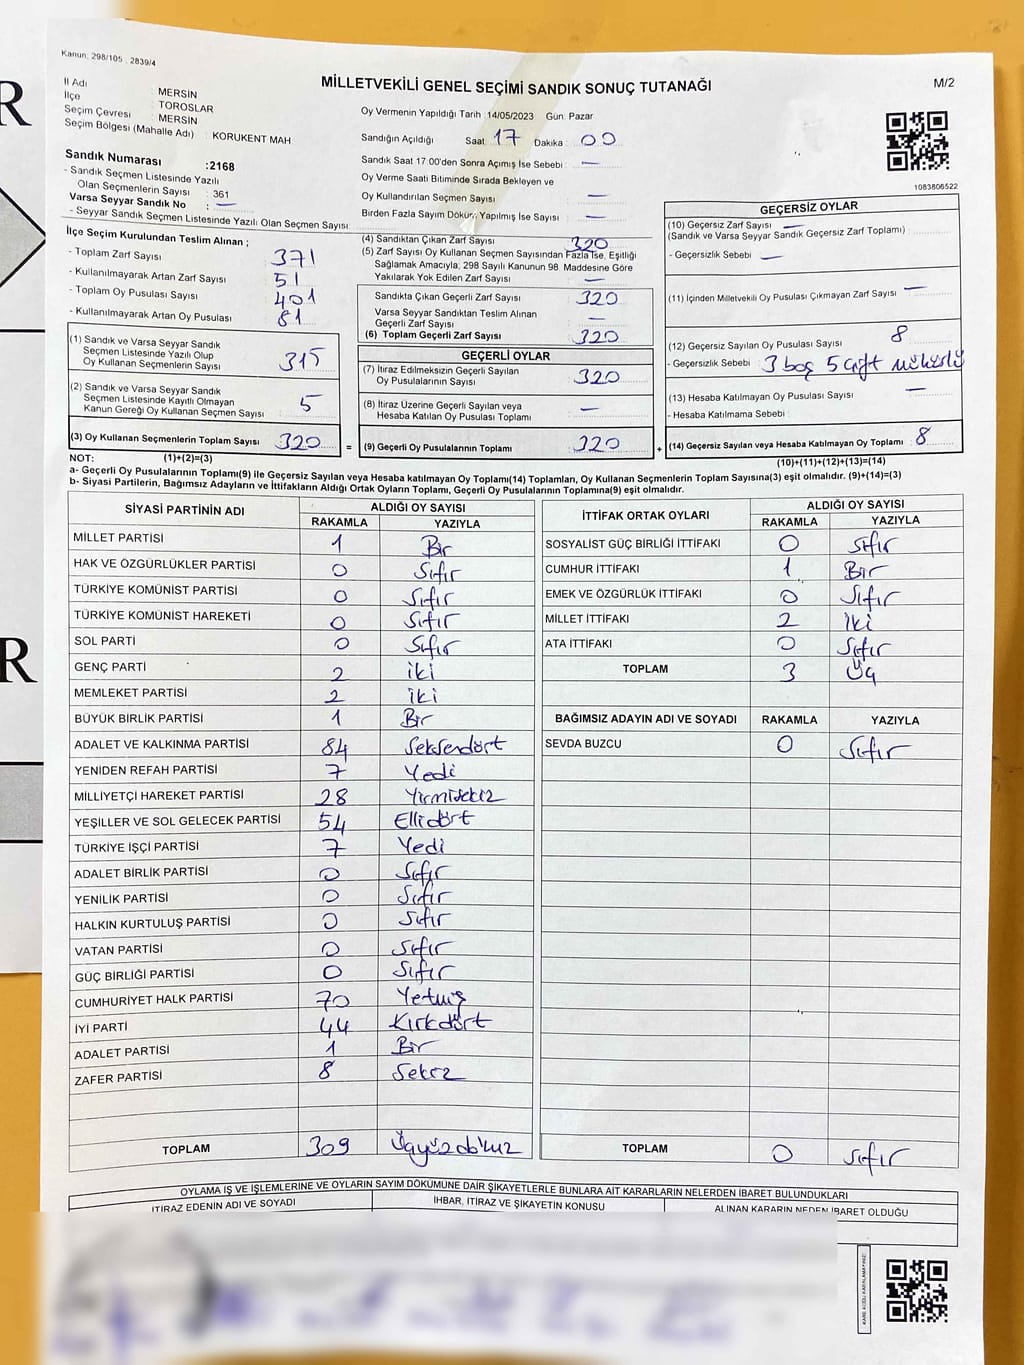 Kanun: 298/105 , 2839/4
MİLLETVEKİLİ GENEL SEÇİMİ SANDIK SONUÇ TUTANAĞI
M/2
İl Adı : MERSİN
İlçe : TOROSLAR
Seçim Çevresi : MERSİN
Seçim Bölgesi (Mahalle Adı) : KORUKENT MAH
Sandık Numarası :2168
- Sandık Seçmen Listesinde Yazılı
Olan Seçmenlerin Sayısı : 361
Varsa Seyyar Sandık No : —
- Seyyar Sandık Seçmen Listesinde Yazılı Olan Seçmen Sayısı:
Oy Vermenin Yapıldığı Tarih :14/05/2023 Gün: Pazar
Sandığın Açıldığı Saat 17 Dakika : 00
Sandık Saat 17:00'den Sonra Açılmış İse Sebebi : —
Oy Verme Saati Bitiminde Sırada Bekleyen ve
Oy Kullandırılan Seçmen Sayısı : —
Birden Fazla Sayım Döküm Yapılmış İse Sayısı : —
1083806522
İlçe Seçim Kurulundan Teslim Alınan ;
- Toplam Zarf Sayısı : 371
- Kullanılmayarak Artan Zarf Sayısı : 51
- Toplam Oy Pusulası Sayısı : 401
- Kullanılmayarak Artan Oy Pusulası : 81
(1) Sandık ve Varsa Seyyar Sandık
Seçmen Listesinde Yazılı Olup
Oy Kullanan Seçmenlerin Sayısı : 315
(2) Sandık ve Varsa Seyyar Sandık
Seçmen Listesinde Kayıtlı Olmayan
Kanun Gereği Oy Kullanan Seçmen Sayısı : 5
(3) Oy Kullanan Seçmenlerin Toplam Sayısı : 320
(4) Sandıktan Çıkan Zarf Sayısı : 320
(5) Zarf Sayısı Oy Kullanan Seçmen Sayısından Fazla İse, Eşitliği
Sağlamak Amacıyla; 298 Sayılı Kanunun 98. Maddesine Göre
Yakılarak Yok Edilen Zarf Sayısı : —
Sandıkta Çıkan Geçerli Zarf Sayısı : 320
Varsa Seyyar Sandıktan Teslim Alınan
Geçerli Zarf Sayısı : —
(6) Toplam Geçerli Zarf Sayısı : 320
GEÇERLİ OYLAR
(7) İtiraz Edilmeksizin Geçerli Sayılan
Oy Pusulalarının Sayısı : 320
(8) İtiraz Üzerine Geçerli Sayılan veya
Hesaba Katılan Oy Pusulası Toplamı : —
= (9) Geçerli Oy Pusulalarının Toplamı : 320
GEÇERSİZ OYLAR
(10) Geçersiz Zarf Sayısı : —
(Sandık ve Varsa Seyyar Sandık Geçersiz Zarf Toplamı)
- Geçersizlik Sebebi : —
(11) İçinden Milletvekili Oy Pusulası Çıkmayan Zarf Sayısı : —
(12) Geçersiz Sayılan Oy Pusulası Sayısı : 8
- Geçersizlik Sebebi : 3 boş 5 çift mühürlü
(13) Hesaba Katılmayan Oy Pusulası Sayısı : —
- Hesaba Katılmama Sebebi :
+ (14) Geçersiz Sayılan veya Hesaba Katılmayan Oy Toplamı : 8
NOT: (1)+(2)=(3)
(10)+(11)+(12)+(13)=(14)
a- Geçerli Oy Pusulalarının Toplamı(9) ile Geçersiz Sayılan veya Hesaba katılmayan Oy Toplamı(14) Toplamları, Oy Kullanan Seçmenlerin Toplam Sayısına(3) eşit olmalıdır. (9)+(14)=(3)
b- Siyasi Partilerin, Bağımsız Adayların ve İttifakların Aldığı Ortak Oyların Toplamı, Geçerli Oy Pusulalarının Toplamına(9) eşit olmalıdır.
SİYASİ PARTİNİN ADI ALDIĞI OY SAYISI
RAKAMLA YAZIYLA
MİLLET PARTİSİ 1 Bir
HAK VE ÖZGÜRLÜKLER PARTİSİ 0 Sıfır
TÜRKİYE KOMÜNİST PARTİSİ 0 Sıfır
TÜRKİYE KOMÜNİST HAREKETİ 0 Sıfır
SOL PARTİ 0 Sıfır
GENÇ PARTİ 2 iki
MEMLEKET PARTİSİ 2 iki
BÜYÜK BİRLİK PARTİSİ 1 Bir
ADALET VE KALKINMA PARTİSİ 84 Seksendört
YENİDEN REFAH PARTİSİ 7 Yedi
MİLLİYETÇİ HAREKET PARTİSİ 28 Yirmisekiz
YEŞİLLER VE SOL GELECEK PARTİSİ 54 Ellidört
TÜRKİYE İŞÇİ PARTİSİ 7 Yedi
ADALET BİRLİK PARTİSİ 0 Sıfır
YENİLİK PARTİSİ 0 Sıfır
HALKIN KURTULUŞ PARTİSİ 0 Sıfır
VATAN PARTİSİ 0 Sıfır
GÜÇ BİRLİĞİ PARTİSİ 0 Sıfır
CUMHURİYET HALK PARTİSİ 70 Yetmiş
İYİ PARTİ 44 Kırkdört
ADALET PARTİSİ 1 Bir
ZAFER PARTİSİ 8 Sekiz
TOPLAM 309 Üçyüzdokuz
İTTİFAK ORTAK OYLARI ALDIĞI OY SAYISI
RAKAMLA YAZIYLA
SOSYALİST GÜÇ BİRLİĞİ İTTİFAKI 0 Sıfır
CUMHUR İTTİFAKI 1 Bir
EMEK VE ÖZGÜRLÜK İTTİFAKI 0 Sıfır
MİLLET İTTİFAKI 2 iki
ATA İTTİFAKI 0 Sıfır
TOPLAM 3 Üç
BAĞIMSIZ ADAYIN ADI VE SOYADI RAKAMLA YAZIYLA
SEVDA BUZCU 0 Sıfır
TOPLAM 0 Sıfır
OYLAMA İŞ VE İŞLEMLERİNE VE OYLARIN SAYIM DÖKÜMÜNE DAİR ŞİKAYETLERLE BUNLARA AİT KARARLARIN NELERDEN İBARET BULUNDUKLARI
İTİRAZ EDENİN ADI VE SOYADI İHBAR, İTİRAZ VE ŞİKAYETİN KONUSU ALINAN KARARIN NEDEN İBARET OLDUĞU
R
R